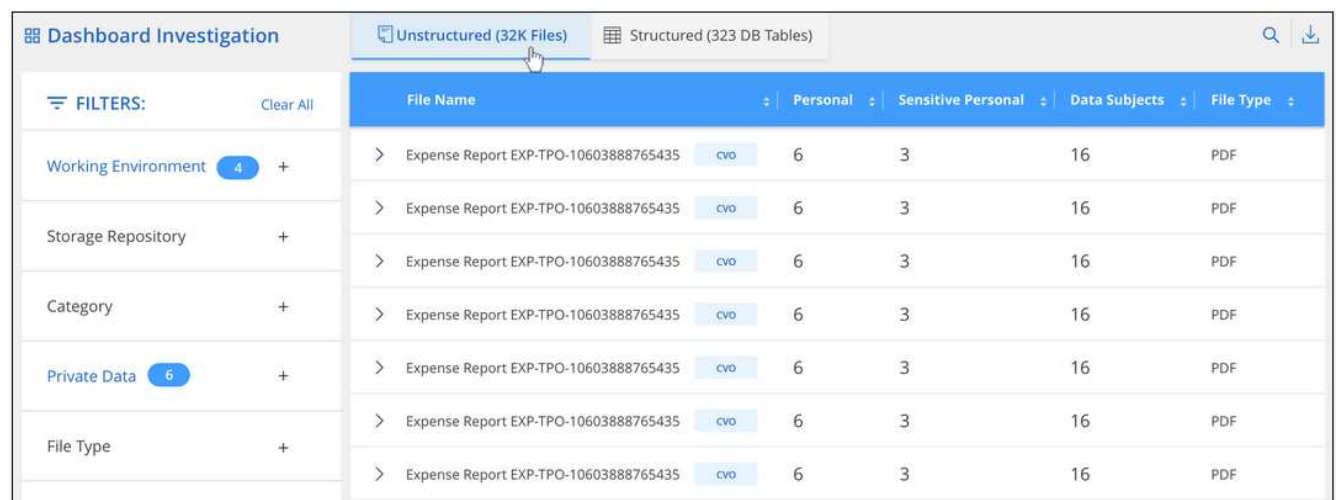 Dashboard Investigation
Unstructured (32K Files)
Structured (323 DB Tables)
FILTERS:
Clear All
Working Environment 4 +
Storage Repository +
Category +
Private Data 6 +
File Type +
File Name Personal Sensitive Personal Data Subjects File Type
> Expense Report EXP-TPO-10603888765435 CVO 6 3 16 PDF
> Expense Report EXP-TPO-10603888765435 CVO 6 3 16 PDF
> Expense Report EXP-TPO-10603888765435 CVO 6 3 16 PDF
> Expense Report EXP-TPO-10603888765435 CVO 6 3 16 PDF
> Expense Report EXP-TPO-10603888765435 CVO 6 3 16 PDF
> Expense Report EXP-TPO-10603888765435 CVO 6 3 16 PDF
> Expense Report EXP-TPO-10603888765435 CVO 6 3 16 PDF